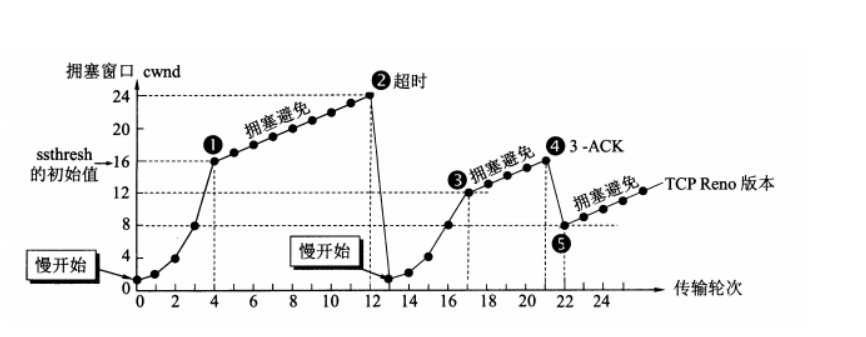 拥塞窗口 cwnd
❷超时
24
拥塞避免
20
❶
❹ 3 -ACK
ssthresh
的初始值
16
❸拥塞避免
12
拥塞避免
TCP Reno 版本
8
❺
慢开始
慢开始
4
0
0 2 4 6 8 10 12 14 16 18 20 22 24
传输轮次